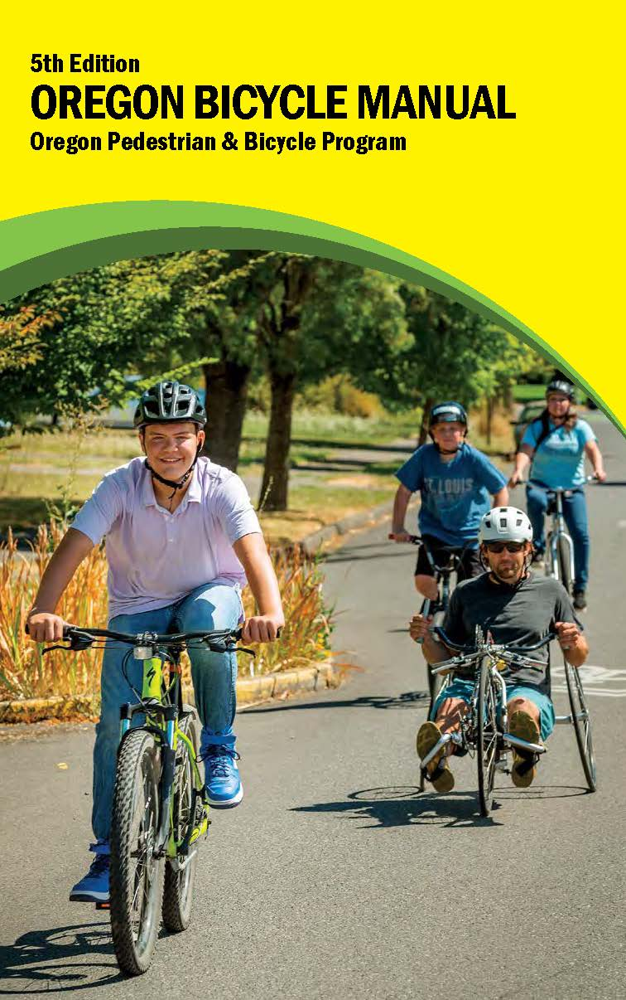 5th Edition
OREGON BICYCLE MANUAL
Oregon Pedestrian & Bicycle Program
ST. LOUIS